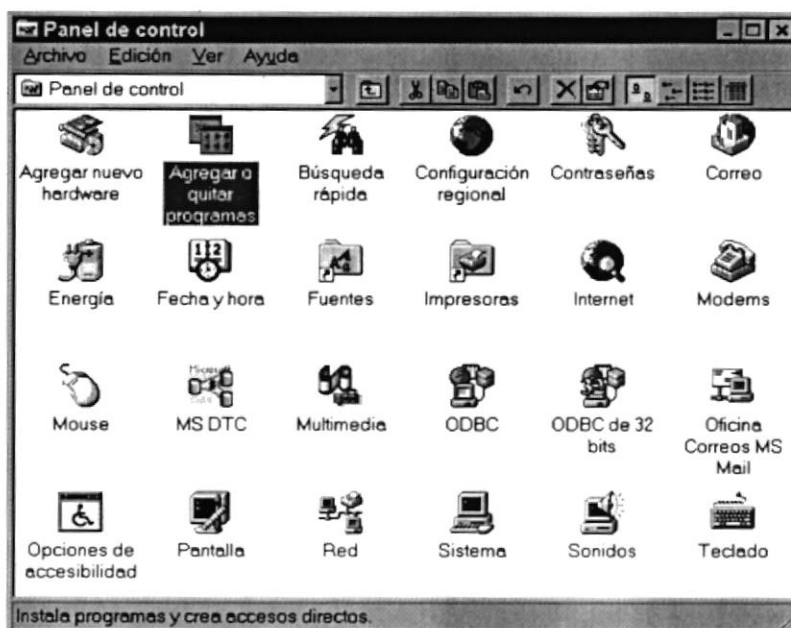 Panel de control
Archivo Edición Ver Ayuda
Panel de control
Agregar nuevo hardware
Agregar o quitar programas
Búsqueda rápida
Configuración regional
Contraseñas
Correo
Energía
Fecha y hora
Fuentes
Impresoras
Internet
Modems
Mouse
Microsoft
MS DTC
Multimedia
ODBC
ODBC de 32 bits
Oficina Correos MS Mail
Opciones de accesibilidad
Pantalla
Red
Sistema
Sonidos
Teclado
Instala programas y crea accesos directos.